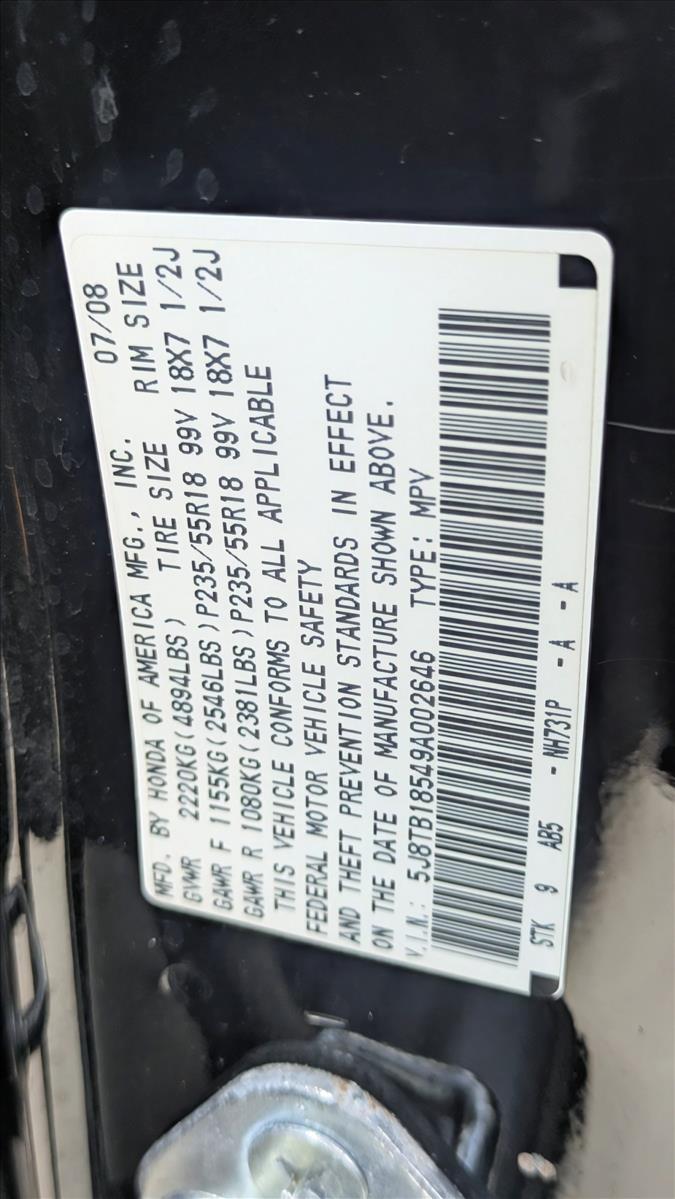 MFD. BY HONDA OF AMERICA MFG., INC. 07/08
GVWR 2220KG(4894LBS) TIRE SIZE RIM SIZE
GAWR F 1155KG(2546LBS)P235/55R18 99V 18X7 1/2J
GAWR R 1080KG(2381LBS)P235/55R18 99V 18X7 1/2J
THIS VEHICLE CONFORMS TO ALL APPLICABLE
FEDERAL MOTOR VEHICLE SAFETY
AND THEFT PREVENTION STANDARDS IN EFFECT
ON THE DATE OF MANUFACTURE SHOWN ABOVE.
V.I.N.: 5J8TB18549A002646 TYPE: MPV
STK 9 AB5 -NH731P - A - A